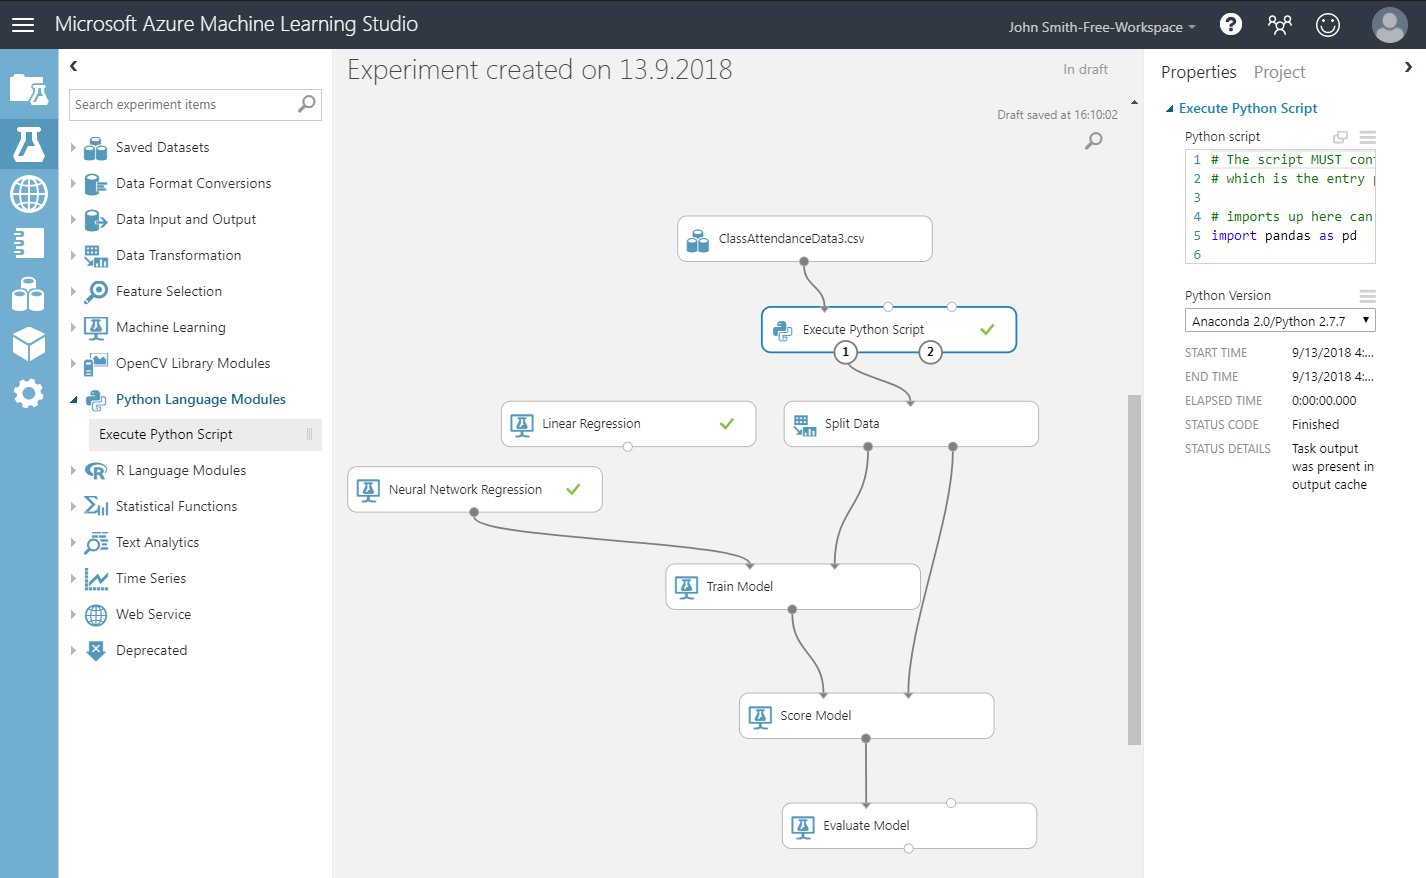 Microsoft Azure Machine Learning Studio
John Smith-Free-Workspace
?
Search experiment items
Saved Datasets
Data Format Conversions
Data Input and Output
Data Transformation
Feature Selection
Machine Learning
OpenCV Library Modules
Python Language Modules
Execute Python Script
R Language Modules
Statistical Functions
Text Analytics
Time Series
Web Service
Deprecated
Experiment created on 13.9.2018
In draft
Draft saved at 16:10:02
ClassAttendanceData3.csv
Execute Python Script
1
2
Linear Regression
Split Data
Neural Network Regression
Train Model
Score Model
Evaluate Model
Properties Project
Execute Python Script
Python script
1 # The script MUST cont
2 # which is the entry p
3
4 # imports up here can
5 import pandas as pd
6
Python Version
Anaconda 2.0/Python 2.7.7
START TIME 9/13/2018 4:...
END TIME 9/13/2018 4:...
ELAPSED TIME 0:00:00.000
STATUS CODE Finished
STATUS DETAILS Task output
was present in
output cache